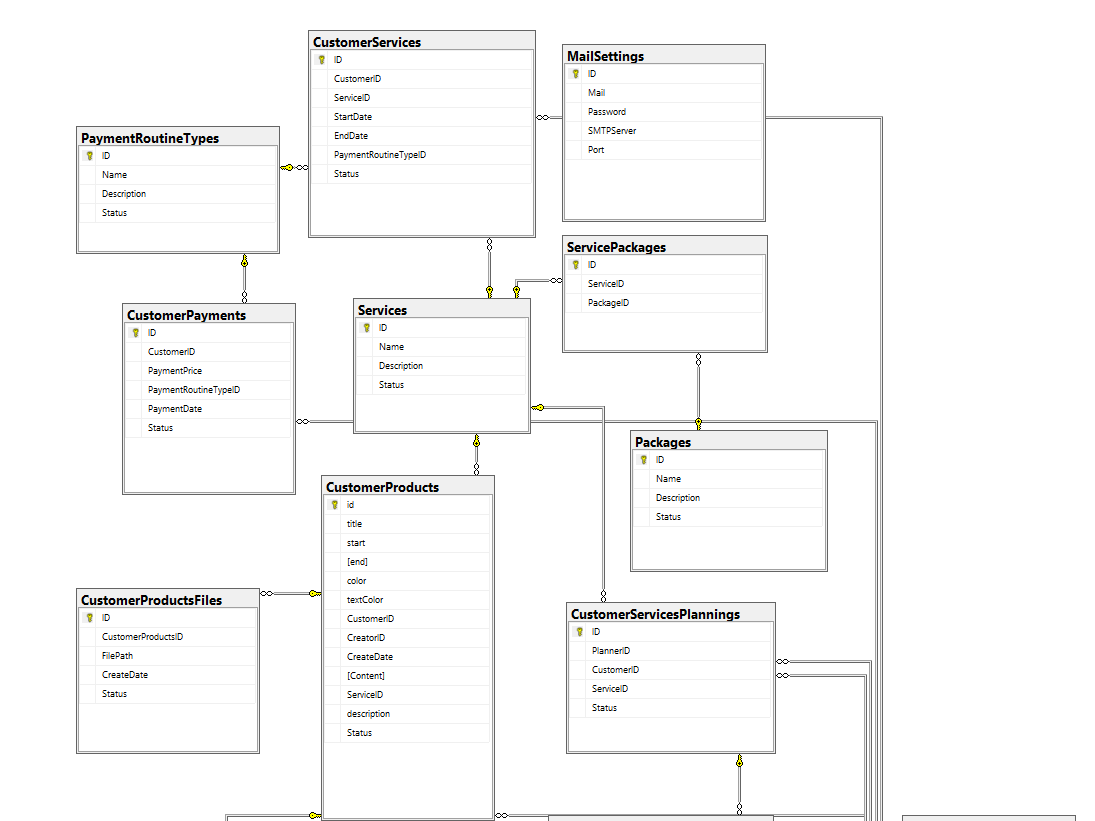 CustomerServices
ID
CustomerID
ServiceID
StartDate
EndDate
PaymentRoutineTypeID
Status
MailSettings
ID
Mail
Password
SMTPServer
Port
PaymentRoutineTypes
ID
Name
Description
Status
ServicePackages
ID
ServiceID
PackageID
CustomerPayments
ID
CustomerID
PaymentPrice
PaymentRoutineTypeID
PaymentDate
Status
Services
ID
Name
Description
Status
Packages
ID
Name
Description
Status
CustomerProducts
id
title
start
[end]
color
textColor
CustomerID
CreatorID
CreateDate
[Content]
ServiceID
description
Status
CustomerProductsFiles
ID
CustomerProductsID
FilePath
CreateDate
Status
CustomerServicesPlannings
ID
PlannerID
CustomerID
ServiceID
Status